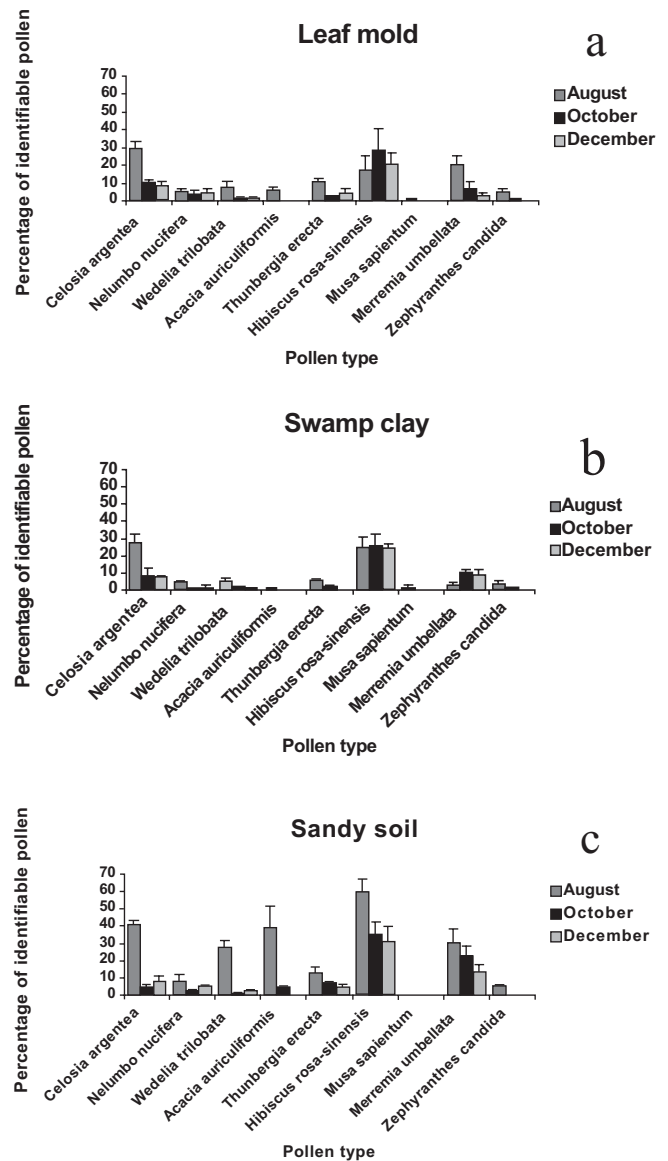 Leaf mold
a
Percentage of identifiable pollen
70
60
50
40
30
20
10
0
August
October
December
Celosia argentea
Nelumbo nucifera
Wedelia trilobata
Acacia auriculiformis
Thunbergia erecta
Hibiscus rosa-sinensis
Musa sapientum
Merremia umbellata
Zephyranthes candida
Pollen type
Swamp clay
b
Percentage of identifiable pollen
70
60
50
40
30
20
10
0
August
October
December
Celosia argentea
Nelumbo nucifera
Wedelia trilobata
Acacia auriculiformis
Thunbergia erecta
Hibiscus rosa-sinensis
Musa sapientum
Merremia umbellata
Zephyranthes candida
Pollen type
Sandy soil
c
Percentage of identifiable pollen
70
60
50
40
30
20
10
0
August
October
December
Celosia argentea
Nelumbo nucifera
Wedelia trilobata
Acacia auriculiformis
Thunbergia erecta
Hibiscus rosa-sinensis
Musa sapientum
Merremia umbellata
Zephyranthes candida
Pollen type